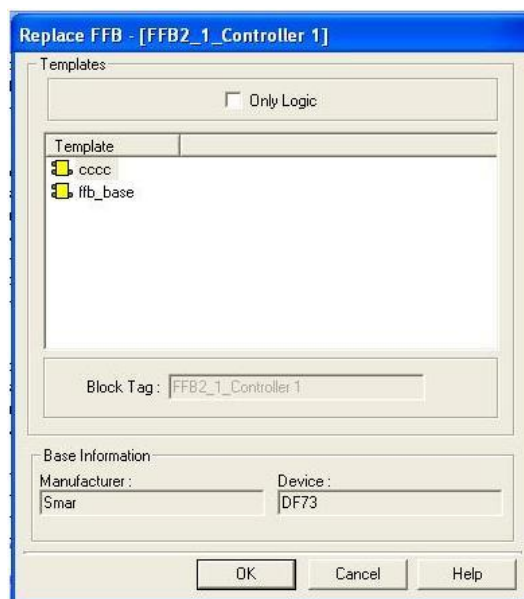 Replace FFB - [FFB2_1_Controller 1]
Templates
Only Logic
Template
cccc
ffb_base
Block Tag : FFB2_1_Controller 1
Base Information
Manufacturer : Device :
Smar DF73
OK Cancel Help